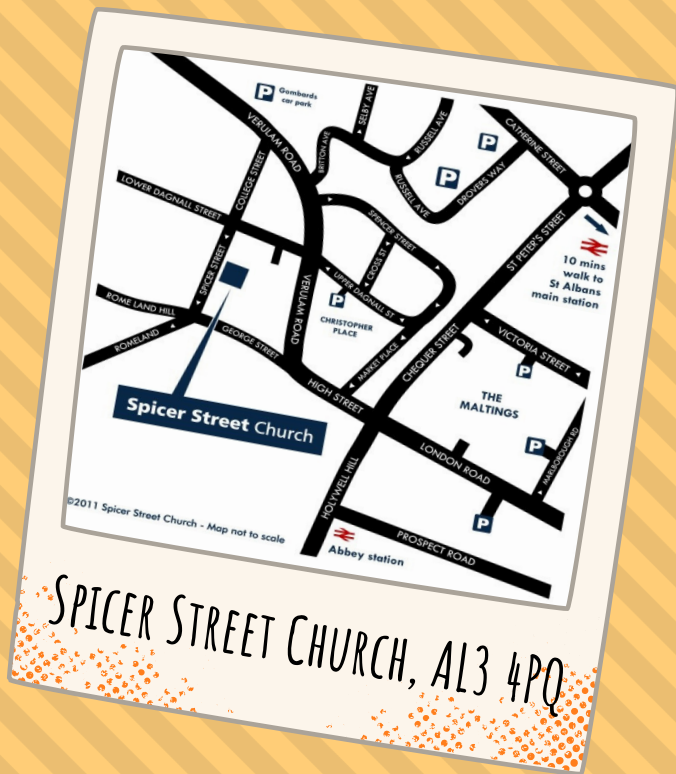 P
Gombards
car park
SELBY AVE
VERULAM ROAD
BRITTON AVE
RUSSELL AVE
P
CATHERINE STREET
P
DROVERS WAY
RUSSELL AVE
COLLEGE STREET
LOWER DAGNALL STREET
SPENCER STREET
CROSS ST
ST PETER'S STREET
10 mins
walk to
St Albans
main station
SPICER STREET
UPPER DAGNALL ST
P
CHRISTOPHER
PLACE
VERULAM ROAD
ROME LAND HILL
ROMELAND
GEORGE STREET
MARKET PLACE
CHEQUER STREET
VICTORIA STREET
P
THE
MALTINGS
HIGH STREET
Spicer Street Church
LONDON ROAD
P
MARLBOROUGH RD
HOLYWELL HILL
P
PROSPECT ROAD
Abbey station
©2011 Spicer Street Church - Map not to scale
Spicer Street Church, AL3 4PQ